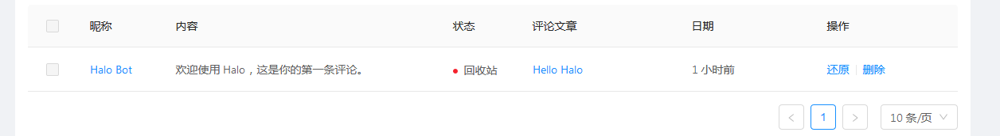 昵称 内容 状态 评论文章 日期 操作
Halo Bot 欢迎使用 Halo，这是你的第一条评论。 回收站 Hello Halo 1 小时前 还原 删除
1 10 条/页